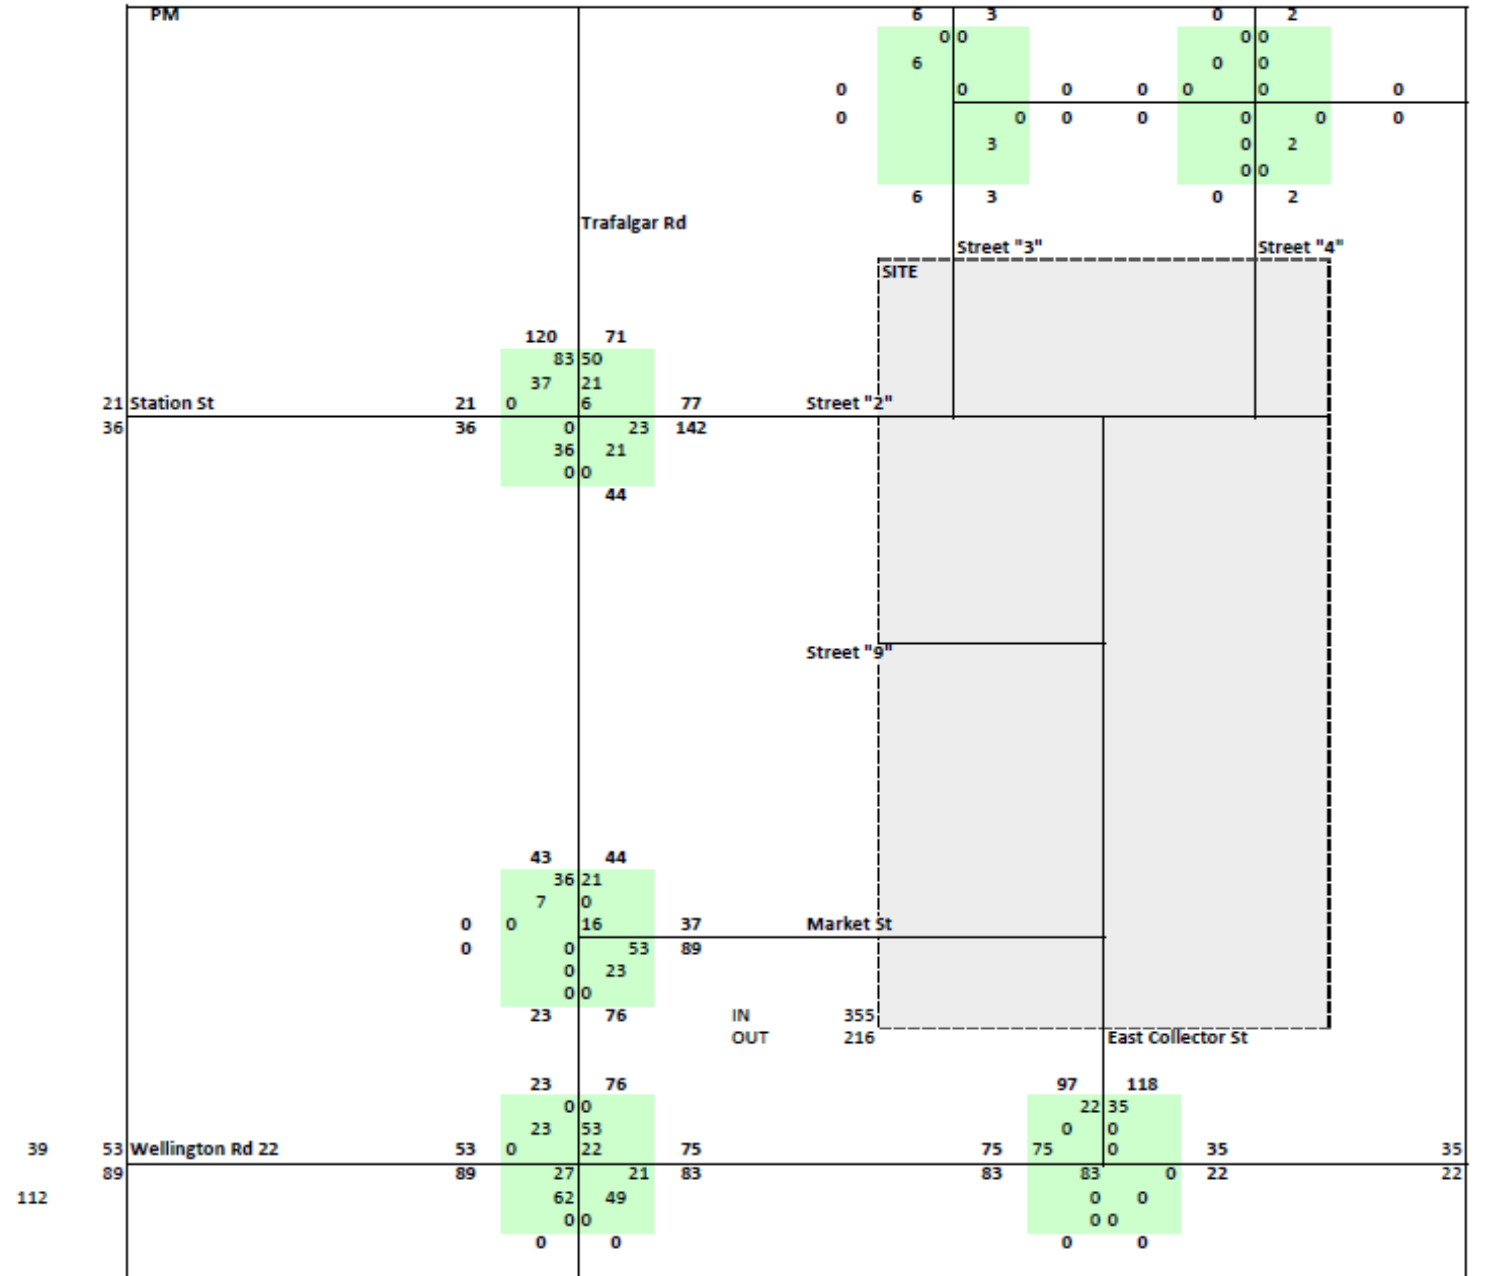 PM 6 3 0 2
0 0 0 0
6 0 0
0 0 0 0 0 0 0
0 0 0 0 0 0 0
3 0 2
0 0
6 3 0 2
Trafalgar Rd
Street "3" Street "4"
SITE
120 71
83 50
37 21
21 Station St 21 0 6 77 Street "2"
36 36 0 23 142
36 21
0 0
44
Street "9"
43 44
36 21
7 0
0 0 16 37 Market St
0 0 53 89
0 23
0 0
23 76 IN 355
OUT 216 East Collector St
23 76 97 118
0 0 22 35
23 53 0 0
39 53 Wellington Rd 22 53 0 22 75 75 75 0 35 35
89 89 27 21 83 83 83 0 22 22
112 62 49 0 0
0 0 0 0
0 0 0 0